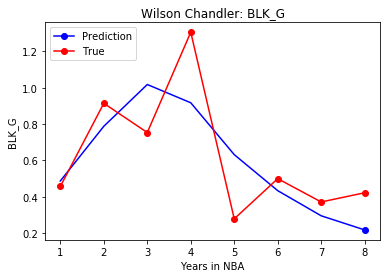 Wilson Chandler: BLK_G
Prediction
True
BLK_G
1.2
1.0
0.8
0.6
0.4
0.2
1 2 3 4 5 6 7 8
Years in NBA